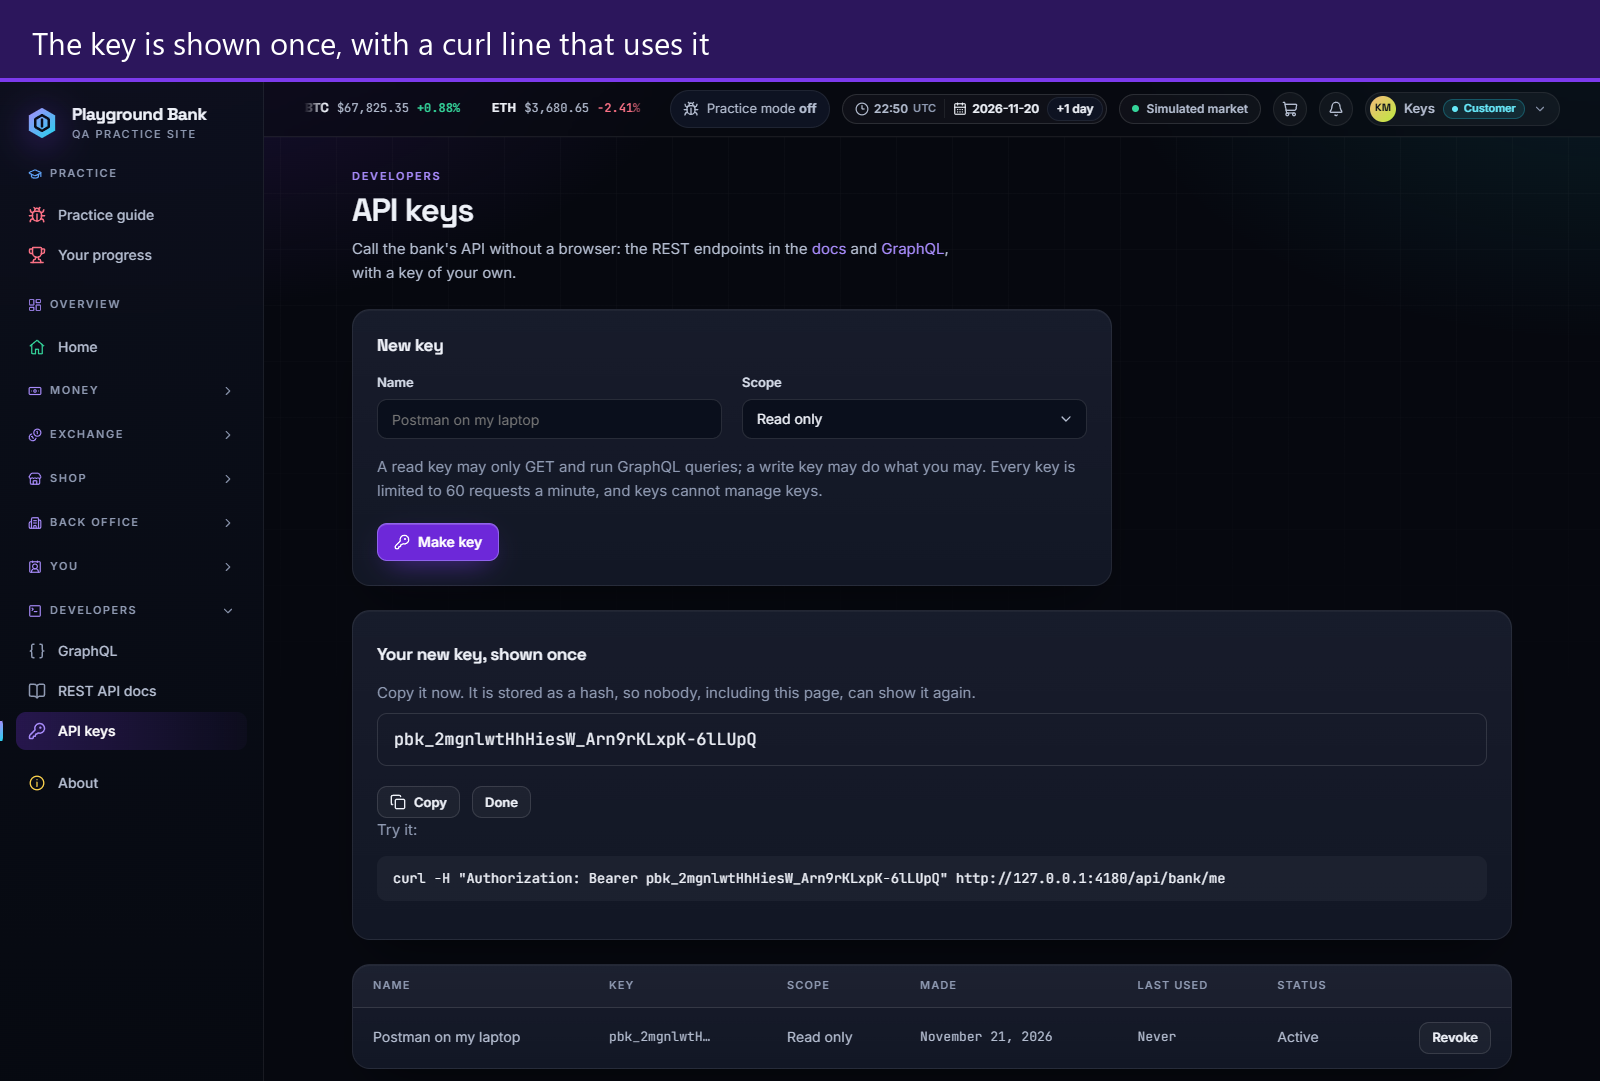 The key is shown once, with a curl line that uses it
Playground Bank
QA PRACTICE SITE
BTC $67,825.35 +0.88% ETH $3,680.65 -2.41%
Practice mode off
22:50 UTC 2026-11-20 +1 day
Simulated market
KM Keys Customer
PRACTICE
Practice guide
Your progress
OVERVIEW
Home
MONEY
EXCHANGE
SHOP
BACK OFFICE
YOU
DEVELOPERS
GraphQL
REST API docs
API keys
About
DEVELOPERS
API keys
Call the bank's API without a browser: the REST endpoints in the docs and GraphQL,
with a key of your own.
New key
Name Scope
Postman on my laptop Read only
A read key may only GET and run GraphQL queries; a write key may do what you may. Every key is
limited to 60 requests a minute, and keys cannot manage keys.
Make key
Your new key, shown once
Copy it now. It is stored as a hash, so nobody, including this page, can show it again.
pbk_2mgnlwtHhHiesW_Arn9rKLxpK-6lLUpQ
Copy Done
Try it:
curl -H "Authorization: Bearer pbk_2mgnlwtHhHiesW_Arn9rKLxpK-6lLUpQ" http://127.0.0.1:4180/api/bank/me
NAME KEY SCOPE MADE LAST USED STATUS
Postman on my laptop pbk_2mgnlwtH… Read only November 21, 2026 Never Active Revoke